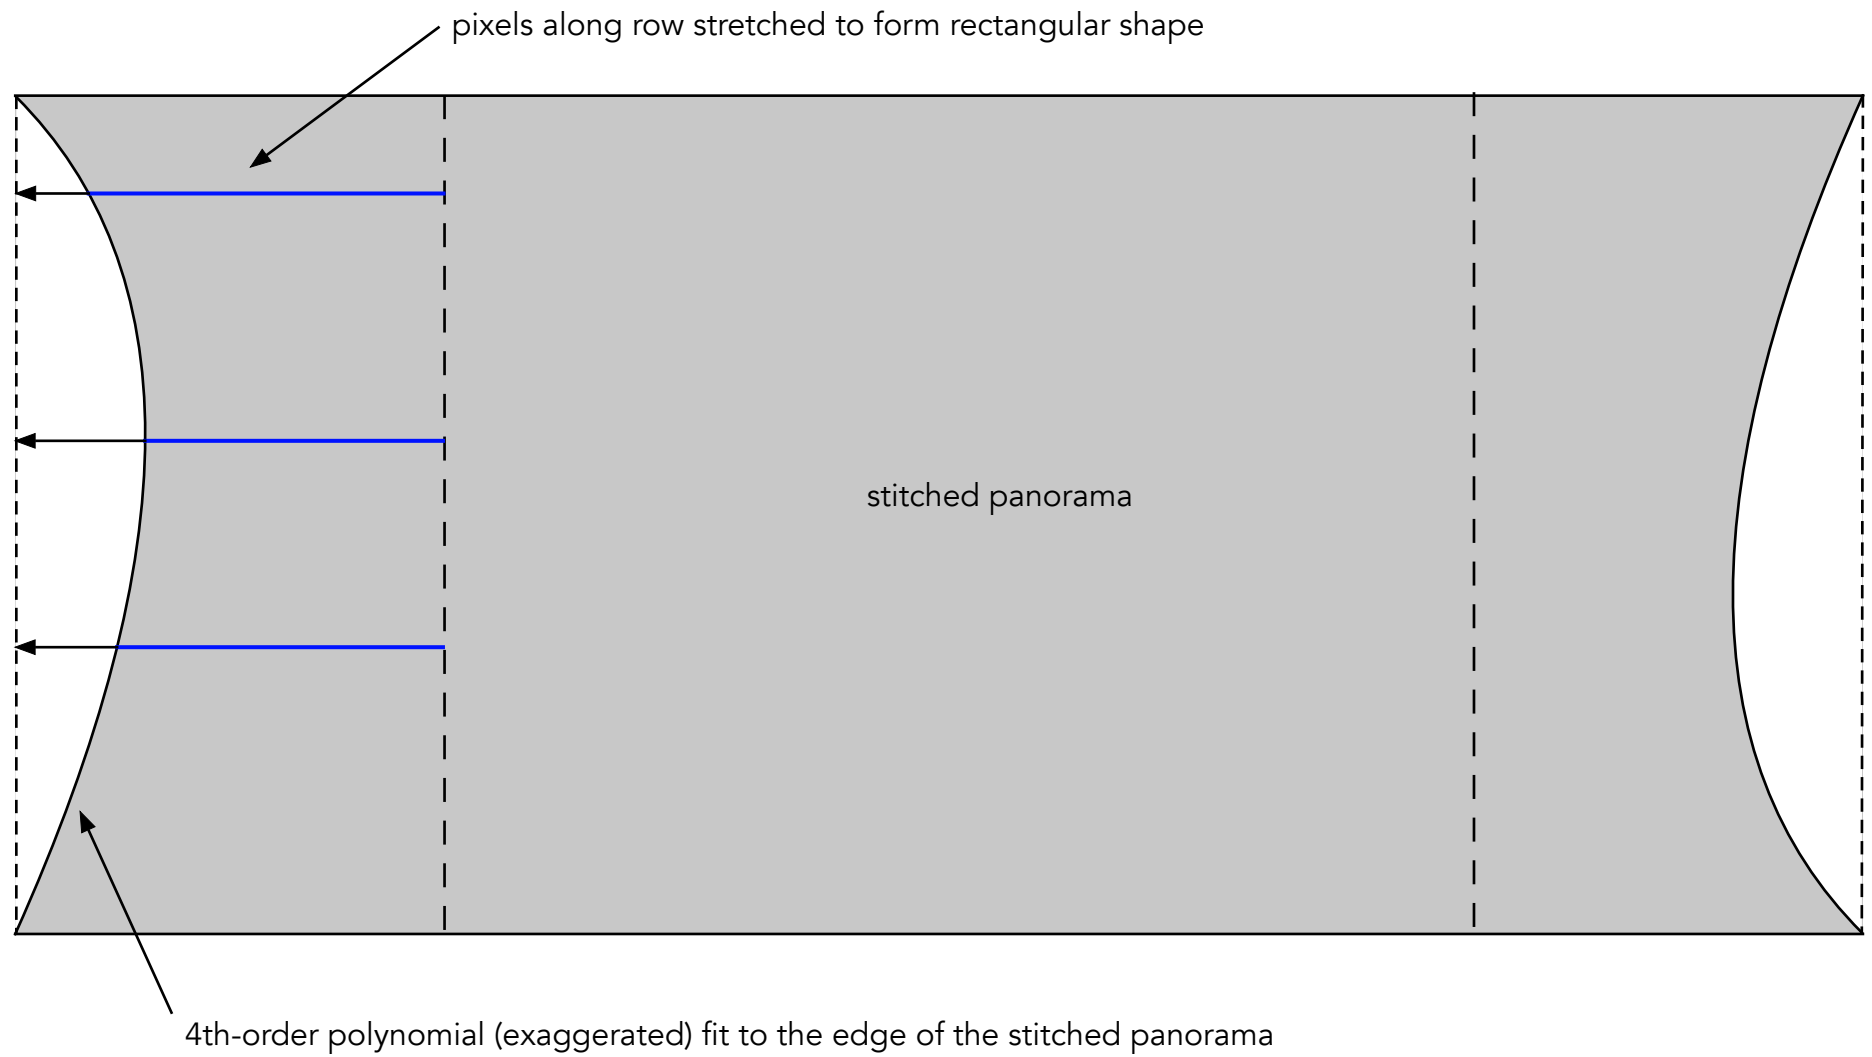 pixels along row stretched to form rectangular shape
stitched panorama
4th-order polynomial (exaggerated) fit to the edge of the stitched panorama